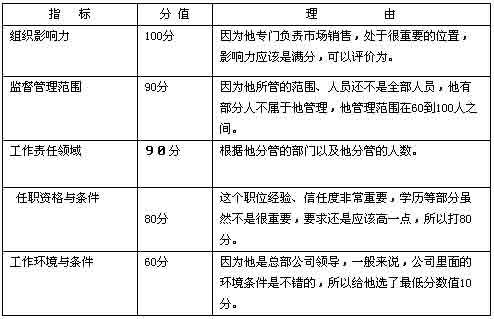 指 标 分 值 理 由
组织影响力 100分 因为他专门负责市场销售，处于很重要的位置，
影响力应该是满分，可以评价为。
监督管理范围 90分 因为他所管的范围、人员还不是全部人员，他有
部分人不属于他管理，他管理范围在60到100人之
间。
工作责任领域 90分 根据他分管的部门以及他分管的人数。
任职资格与条件 80分 这个职位经验、信任度非常重要，学历等部分虽
然不是很重要，要求还是应该高一点，所以打80
分。
工作环境与条件 60分 因为他是总部公司领导，一般来说，公司里面的
环境条件是不错的，所以给他选了最低分数值10
分。